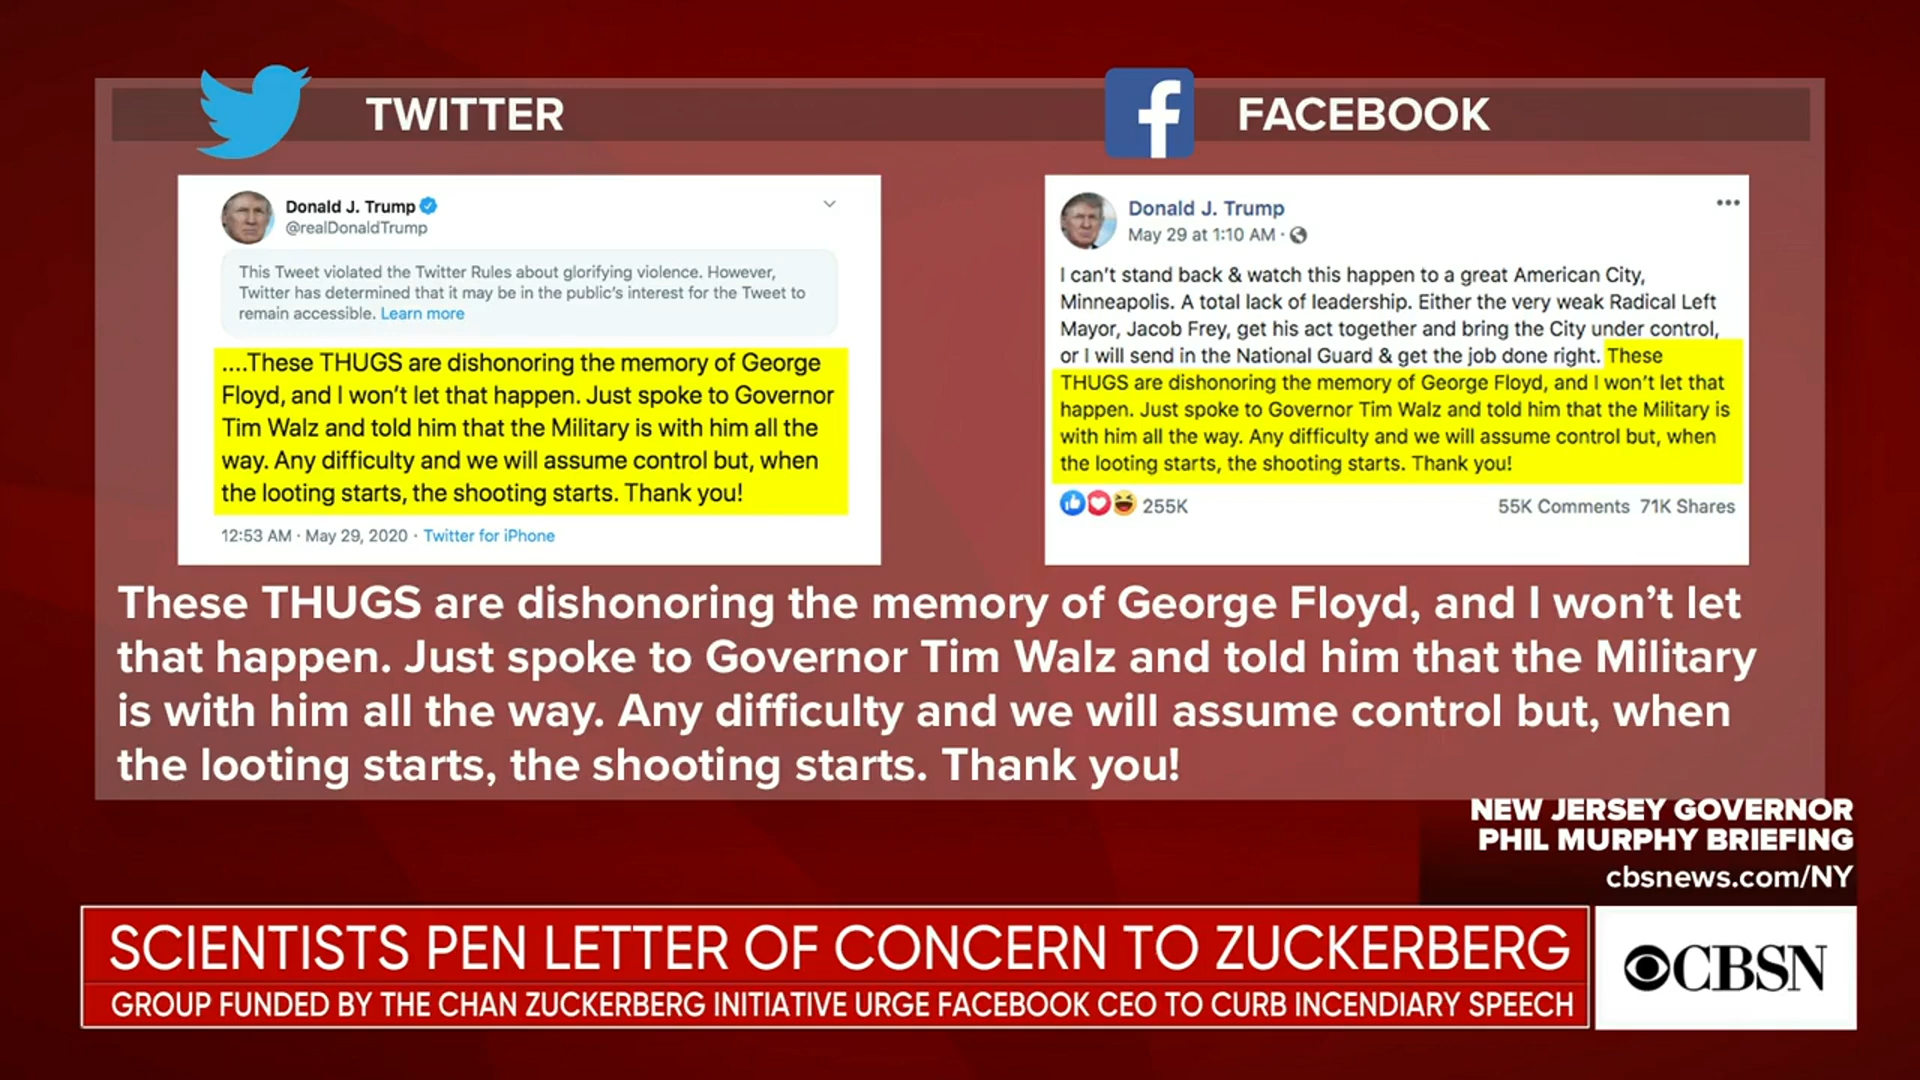 TWITTER
Donald J. Trump
@realDonaldTrump
This Tweet violated the Twitter Rules about glorifying violence. However,
Twitter has determined that it may be in the public's interest for the Tweet to
remain accessible. Learn more
....These THUGS are dishonoring the memory of George
Floyd, and I won't let that happen. Just spoke to Governor
Tim Walz and told him that the Military is with him all the
way. Any difficulty and we will assume control but, when
the looting starts, the shooting starts. Thank you!
12:53 AM · May 29, 2020 · Twitter for iPhone
FACEBOOK
Donald J. Trump
May 29 at 1:10 AM ·
I can't stand back & watch this happen to a great American City,
Minneapolis. A total lack of leadership. Either the very weak Radical Left
Mayor, Jacob Frey, get his act together and bring the City under control,
or I will send in the National Guard & get the job done right. These
THUGS are dishonoring the memory of George Floyd, and I won't let that
happen. Just spoke to Governor Tim Walz and told him that the Military is
with him all the way. Any difficulty and we will assume control but, when
the looting starts, the shooting starts. Thank you!
255K 55K Comments 71K Shares
These THUGS are dishonoring the memory of George Floyd, and I won't let
that happen. Just spoke to Governor Tim Walz and told him that the Military
is with him all the way. Any difficulty and we will assume control but, when
the looting starts, the shooting starts. Thank you!
NEW JERSEY GOVERNOR
PHIL MURPHY BRIEFING
cbsnews.com/NY
SCIENTISTS PEN LETTER OF CONCERN TO ZUCKERBERG
GROUP FUNDED BY THE CHAN ZUCKERBERG INITIATIVE URGE FACEBOOK CEO TO CURB INCENDIARY SPEECH
CBSN